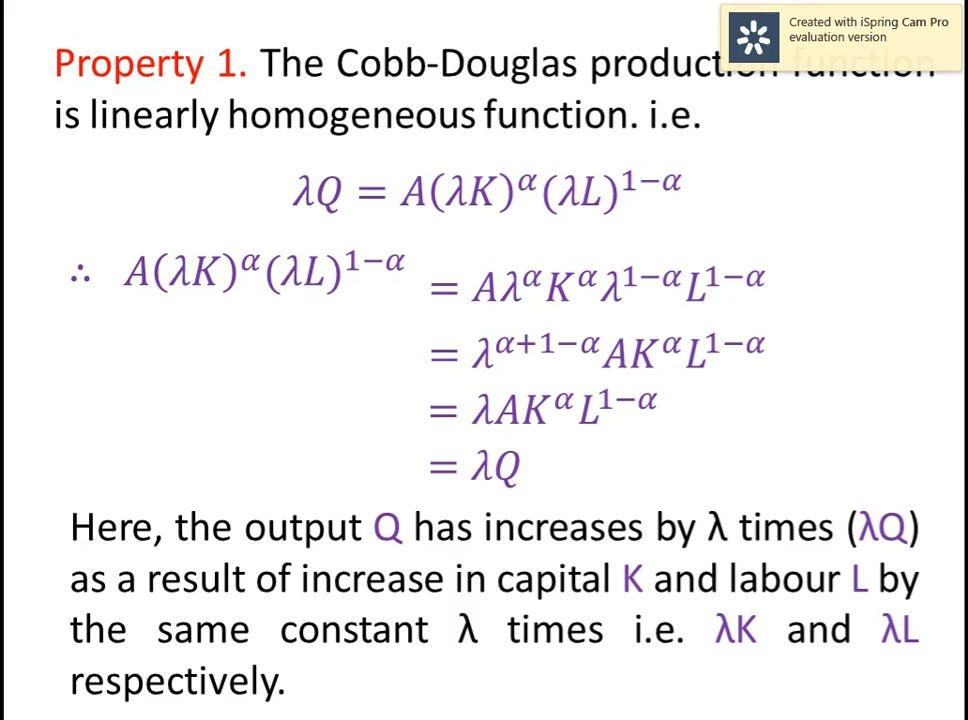 Created with iSpring Cam Pro
evaluation version
Property 1. The Cobb-Douglas production function
is linearly homogeneous function. i.e.
λQ = A(λK)^α(λL)^{1−α}
∴ A(λK)^α(λL)^{1−α} = Aλ^αK^αλ^{1−α}L^{1−α}
= λ^{α+1−α}AK^αL^{1−α}
= λAK^αL^{1−α}
= λQ
Here, the output Q has increases by λ times (λQ)
as a result of increase in capital K and labour L by
the same constant λ times i.e. λK and λL
respectively.